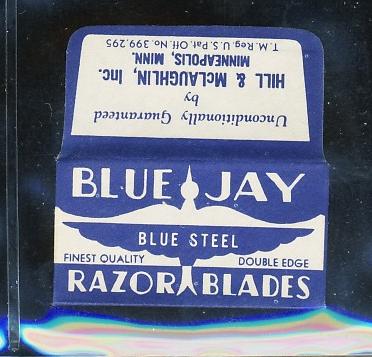 Unconditionally Guaranteed
by
HILL & McLAUGHLIN, Inc.
MINNEAPOLIS, MINN.
T.M. Reg. U.S. Pat. Off. No. 399,295
BLUE JAY
BLUE STEEL
FINEST QUALITY DOUBLE EDGE
RAZOR BLADES